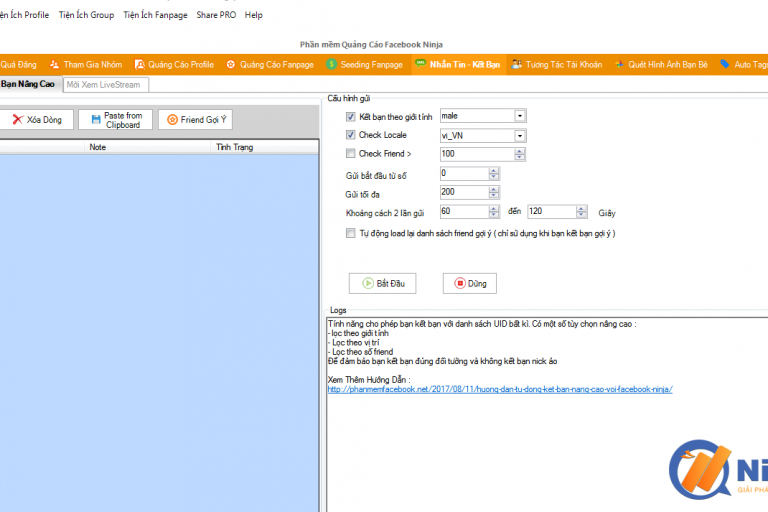 ện Ích Profile Tiện Ích Group Tiện Ích Fanpage Share PRO Help
Phần mềm Quảng Cáo Facebook Ninja
Quả Đăng Tham Gia Nhóm Quảng Cáo Profile Quảng Cáo Fanpage Seeding Fanpage Nhắn Tin - Kết Bạn Tương Tác Tài Khoản Quét Hình Ảnh Bạn Bè Auto Tag
Bạn Nâng Cao Mời Xem LiveStream
Xóa Dòng
Paste from
Clipboard
Friend Gợi Ý
Note Tình Trạng
Cấu hình gửi
Kết bạn theo giới tính male
Check Locale vi_VN
Check Friend > 100
Gửi bắt đầu từ số 0
Gửi tối đa 200
Khoảng cách 2 lần gửi 60 đến 120 Giây
Tự động load lại danh sách friend gợi ý ( chỉ sử dụng khi bạn kết bạn gợi ý )
Bắt Đầu Dừng
Logs
Tính năng cho phép bạn kết bạn với danh sách UID bất kì. Có một số tùy chọn nâng cao :
- lọc theo giới tính
- Lọc theo vị trí
- Lọc theo số friend
Để đảm bảo bạn kết bạn đúng đối tường và không kết bạn nick ảo
Xem Thêm Hướng Dẫn :
http://phanmemfacebook.net/2017/08/11/huong-dan-tu-dong-ket-ban-nang-cao-voi-facebook-ninja/
Ni
GIẢI PHÁ